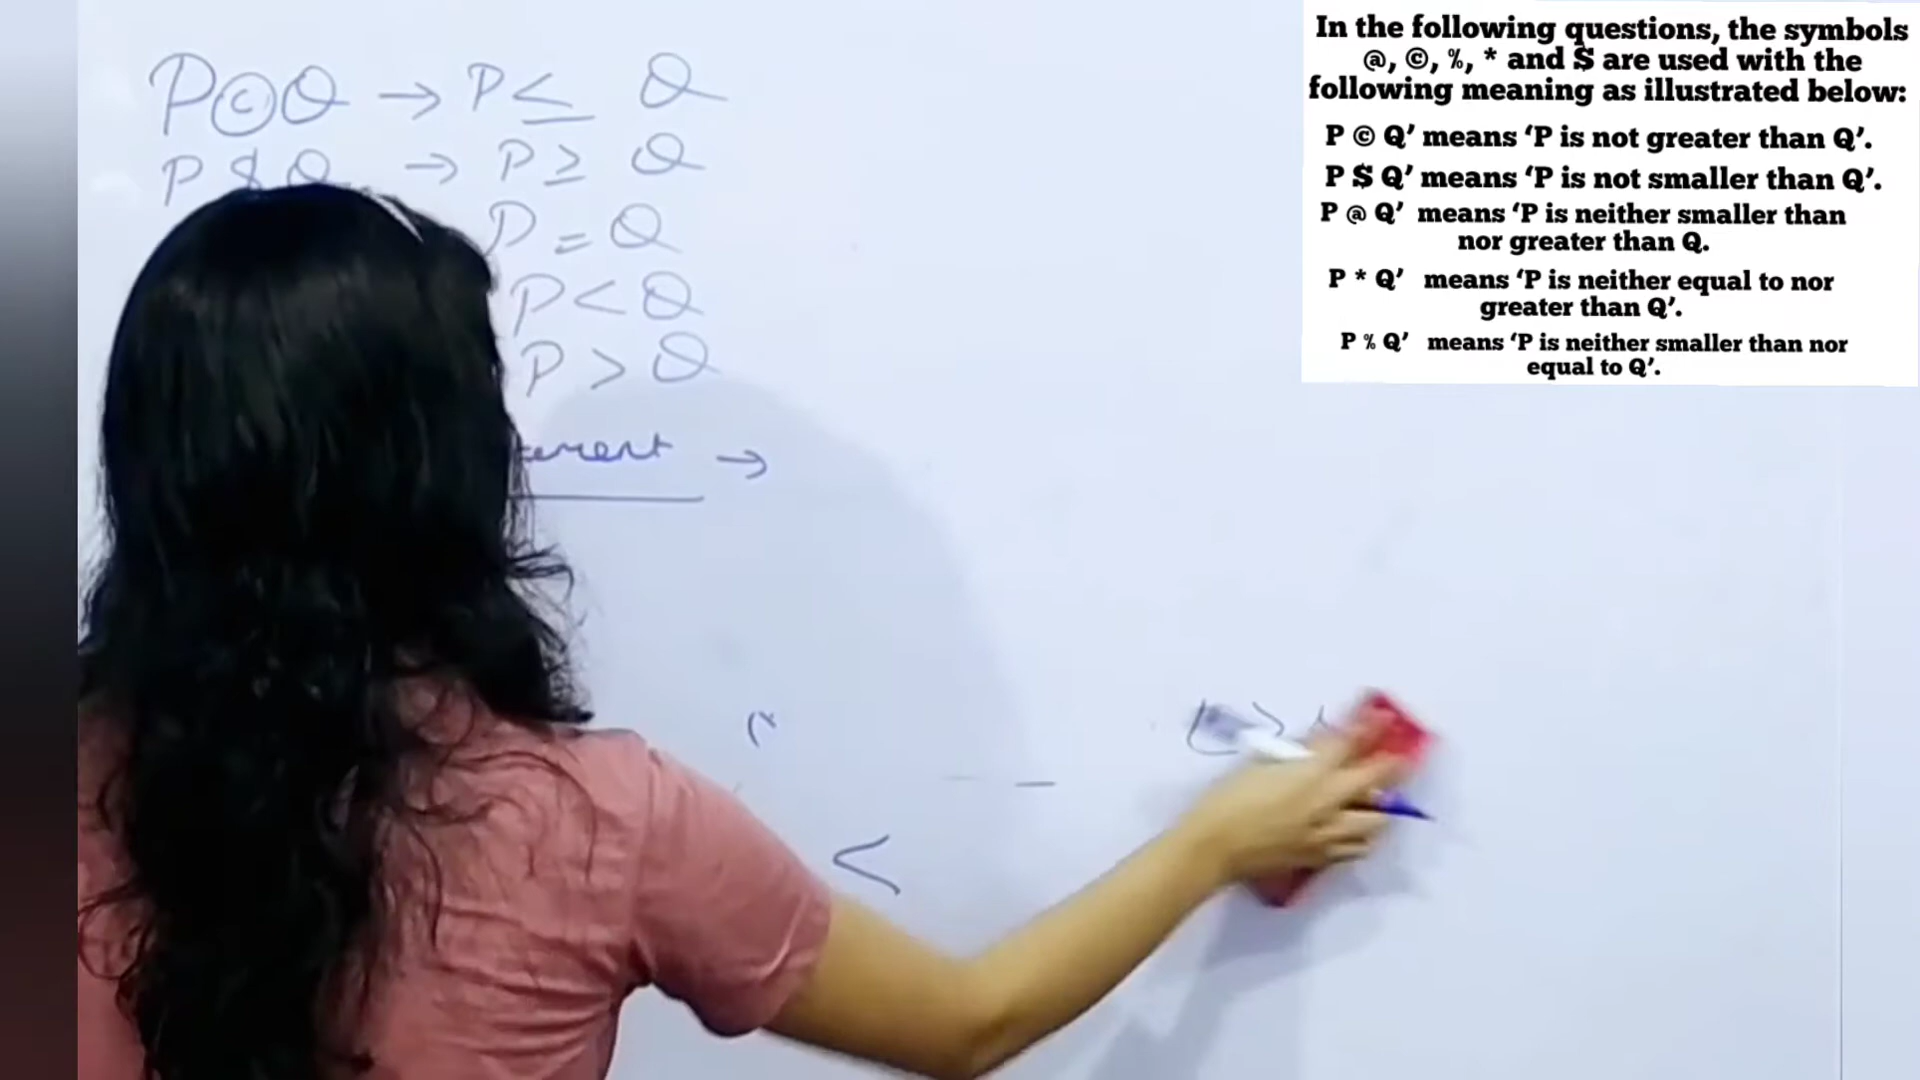 P © Q → P ≤ Q
P $ Q → P ≥ Q
P = Q
P < Q
P > Q
→
<
In the following questions, the symbols
@, ©, %, * and $ are used with the
following meaning as illustrated below:
P © Q’ means ‘P is not greater than Q’.
P $ Q’ means ‘P is not smaller than Q’.
P @ Q’ means ‘P is neither smaller than
nor greater than Q.
P * Q’ means ‘P is neither equal to nor
greater than Q’.
P % Q’ means ‘P is neither smaller than nor
equal to Q’.